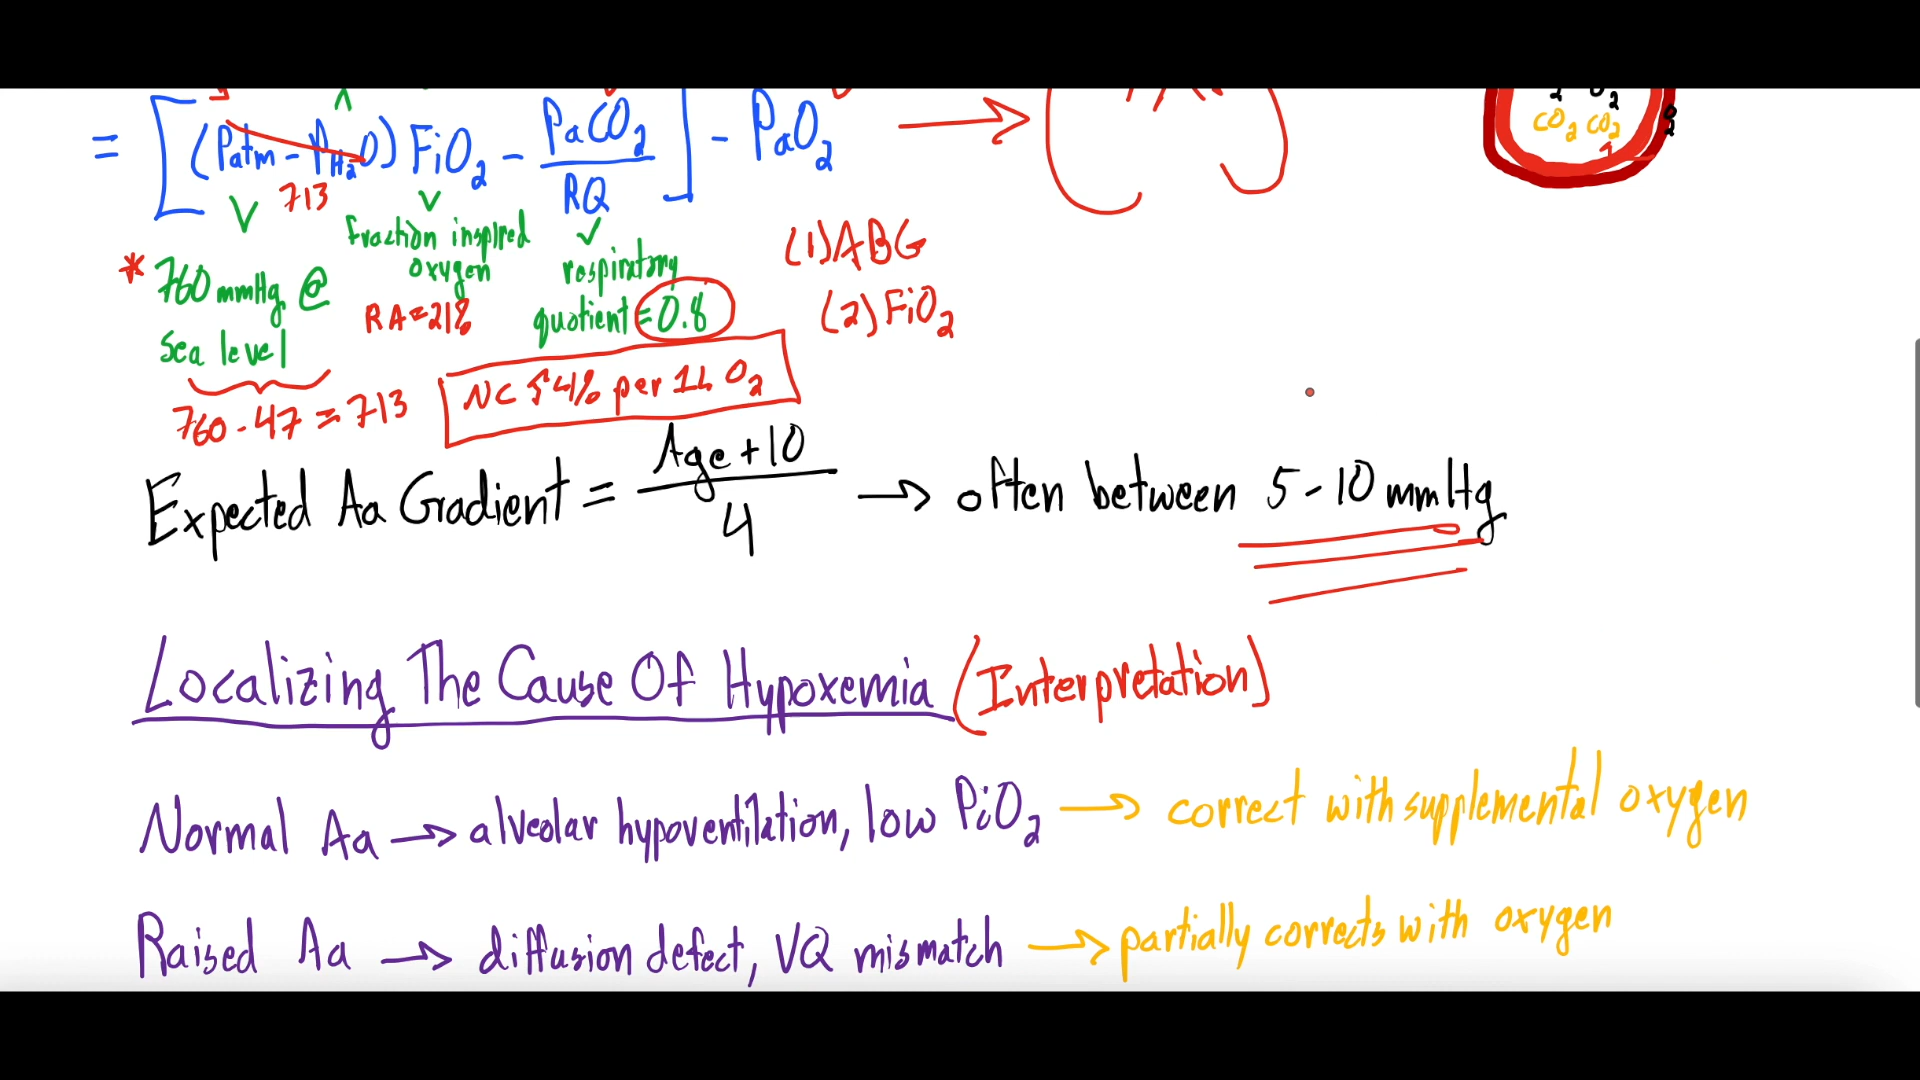 = [(Patm - PH2O) FiO2 - PaCO2 / RQ] - PaO2 →
713
CO2 CO2
fraction inspired oxygen
RA = 21%
respiratory quotient = 0.8
(1) ABG
(2) FiO2
* 760 mmHg @ sea level
760 - 47 = 713
per 1L O2
Expected Aa Gradient = Age + 10 / 4 → often between 5 - 10 mmHg
Localizing The Cause Of Hypoxemia (Interpretation)
Normal Aa → alveolar hypoventilation, low PiO2 → correct with supplemental oxygen
Raised Aa → diffusion defect, VQ mismatch → partially corrects with oxygen